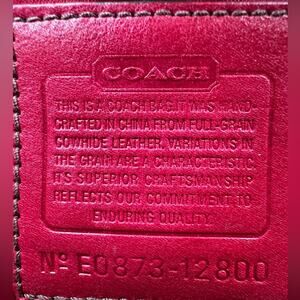 COACH
THIS IS A COACH BAG. IT WAS HAND-
CRAFTED IN CHINA FROM FULL-GRAIN
COWHIDE LEATHER. VARIATIONS IN
THE GRAIN ARE A CHARACTERISTIC.
ITS SUPERIOR CRAFTSMANSHIP
REFLECTS OUR COMMITMENT TO
ENDURING QUALITY.
Nº E0873-12800